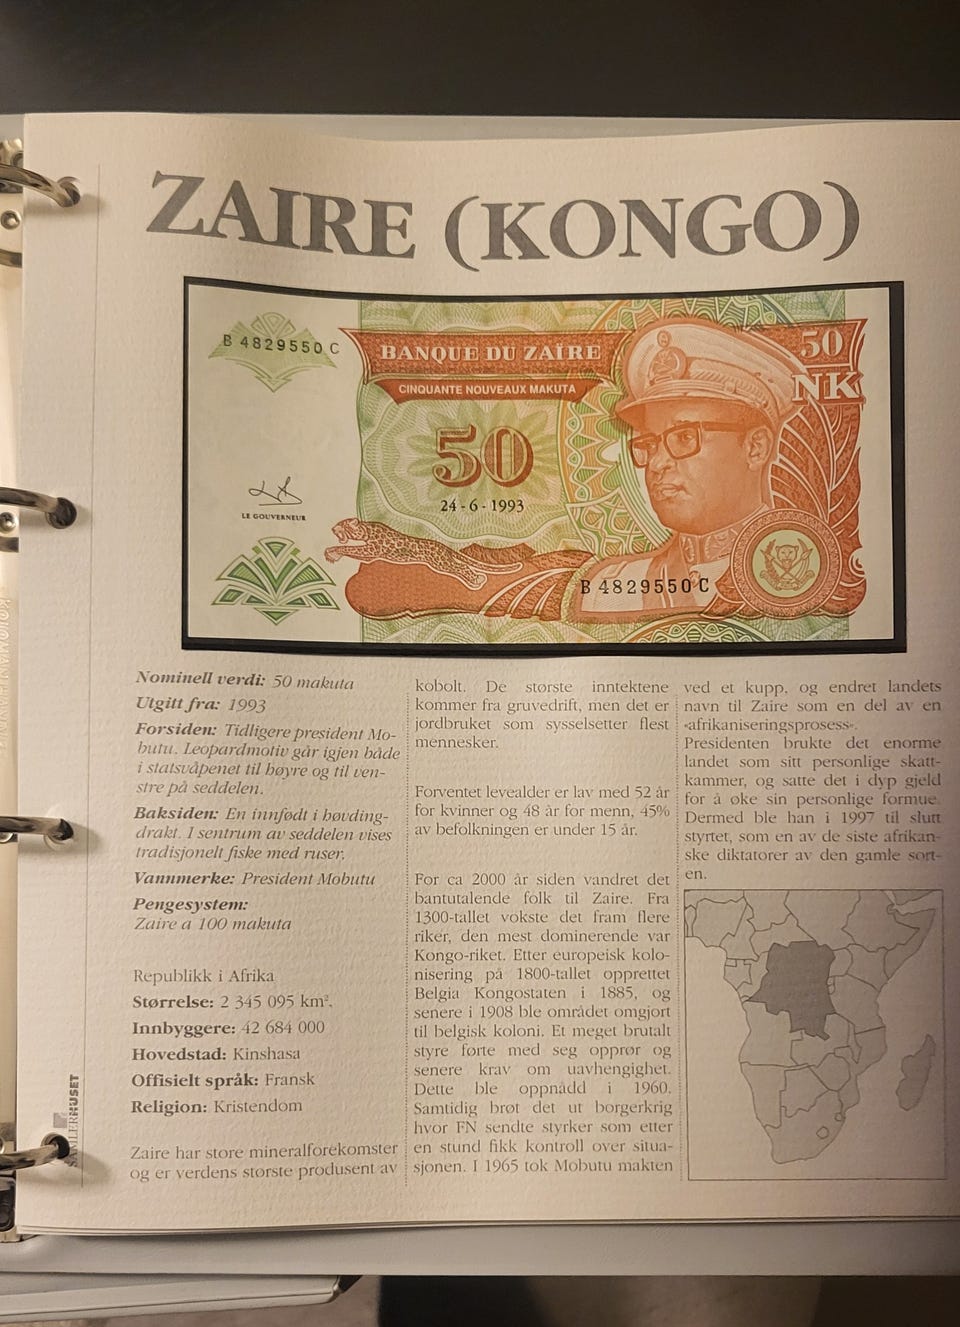 ZAIRE (KONGO)
B 4829550 C
BANQUE DU ZAÏRE
CINQUANTE NOUVEAUX MAKUTA
50
NK
50
24-6-1993
LE GOUVERNEUR
B 4829550 C
Nominell verdi: 50 makuta
Utgitt fra: 1993
Forsiden: Tidligere president Mo-
butu. Leopardmotiv går igjen både
i statsvåpenet til høyre og til ven-
stre på seddelen.
Baksiden: En innfødt i høvding-
drakt. I sentrum av seddelen vises
tradisjonelt fiske med ruser.
Vannmerke: President Mobutu
Pengesystem:
Zaire a 100 makuta
Republikk i Afrika
Størrelse: 2 345 095 km².
Innbyggere: 42 684 000
Hovedstad: Kinshasa
Offisielt språk: Fransk
Religion: Kristendom
Zaire har store mineralforekomster
og er verdens største produsent av
kobolt. De største inntektene
kommer fra gruvedrift, men det er
jordbruket som sysselsetter flest
mennesker.
Forventet levealder er lav med 52 år
for kvinner og 48 år for menn, 45%
av befolkningen er under 15 år.
For ca 2000 år siden vandret det
bantutalende folk til Zaire. Fra
1300-tallet vokste det fram flere
riker, den mest dominerende var
Kongo-riket. Etter europeisk kolo-
nisering på 1800-tallet opprettet
Belgia Kongostaten i 1885, og
senere i 1908 ble området omgjort
til belgisk koloni. Et meget brutalt
styre førte med seg opprør og
senere krav om uavhengighet.
Dette ble oppnådd i 1960.
Samtidig brøt det ut borgerkrig
hvor FN sendte styrker som etter
en stund fikk kontroll over situa-
sjonen. I 1965 tok Mobutu makten
ved et kupp, og endret landets
navn til Zaire som en del av en
«afrikaniseringsprosess».
Presidenten brukte det enorme
landet som sitt personlige skatt-
kammer, og satte det i dyp gjeld
for å øke sin personlige formue.
Dermed ble han i 1997 til slutt
styrtet, som en av de siste afrikan-
ske diktatorer av den gamle sort-
en.
SAMLERHUSET